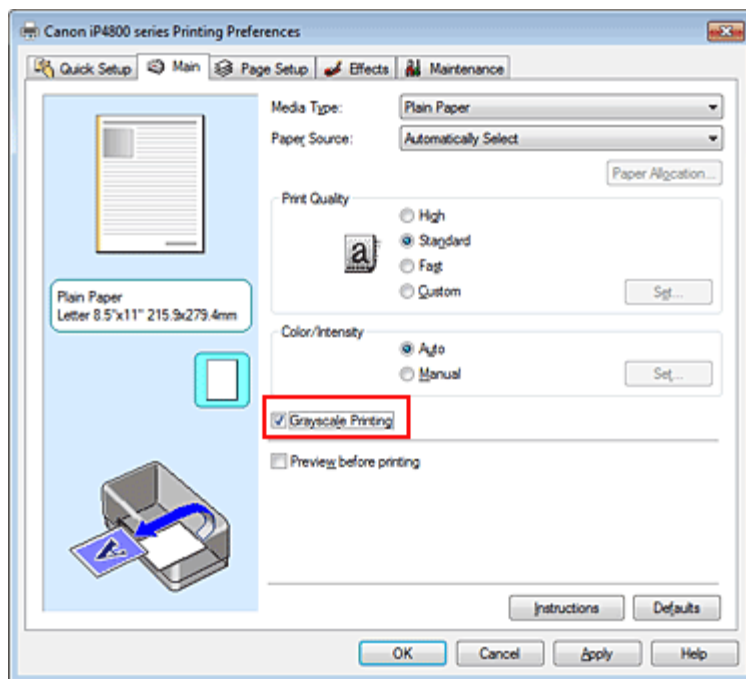 Canon iP4800 series Printing Preferences
Quick Setup Main Page Setup Effects Maintenance
Media Type: Plain Paper
Paper Source: Automatically Select
Paper Allocation...
Print Quality
High
a Standard
Fast
Custom Set...
Plain Paper
Letter 8.5"x11" 215.9x279.4mm
Color/Intensity
Auto
Manual Set...
Grayscale Printing
Preview before printing
A
Instructions Defaults
OK Cancel Apply Help